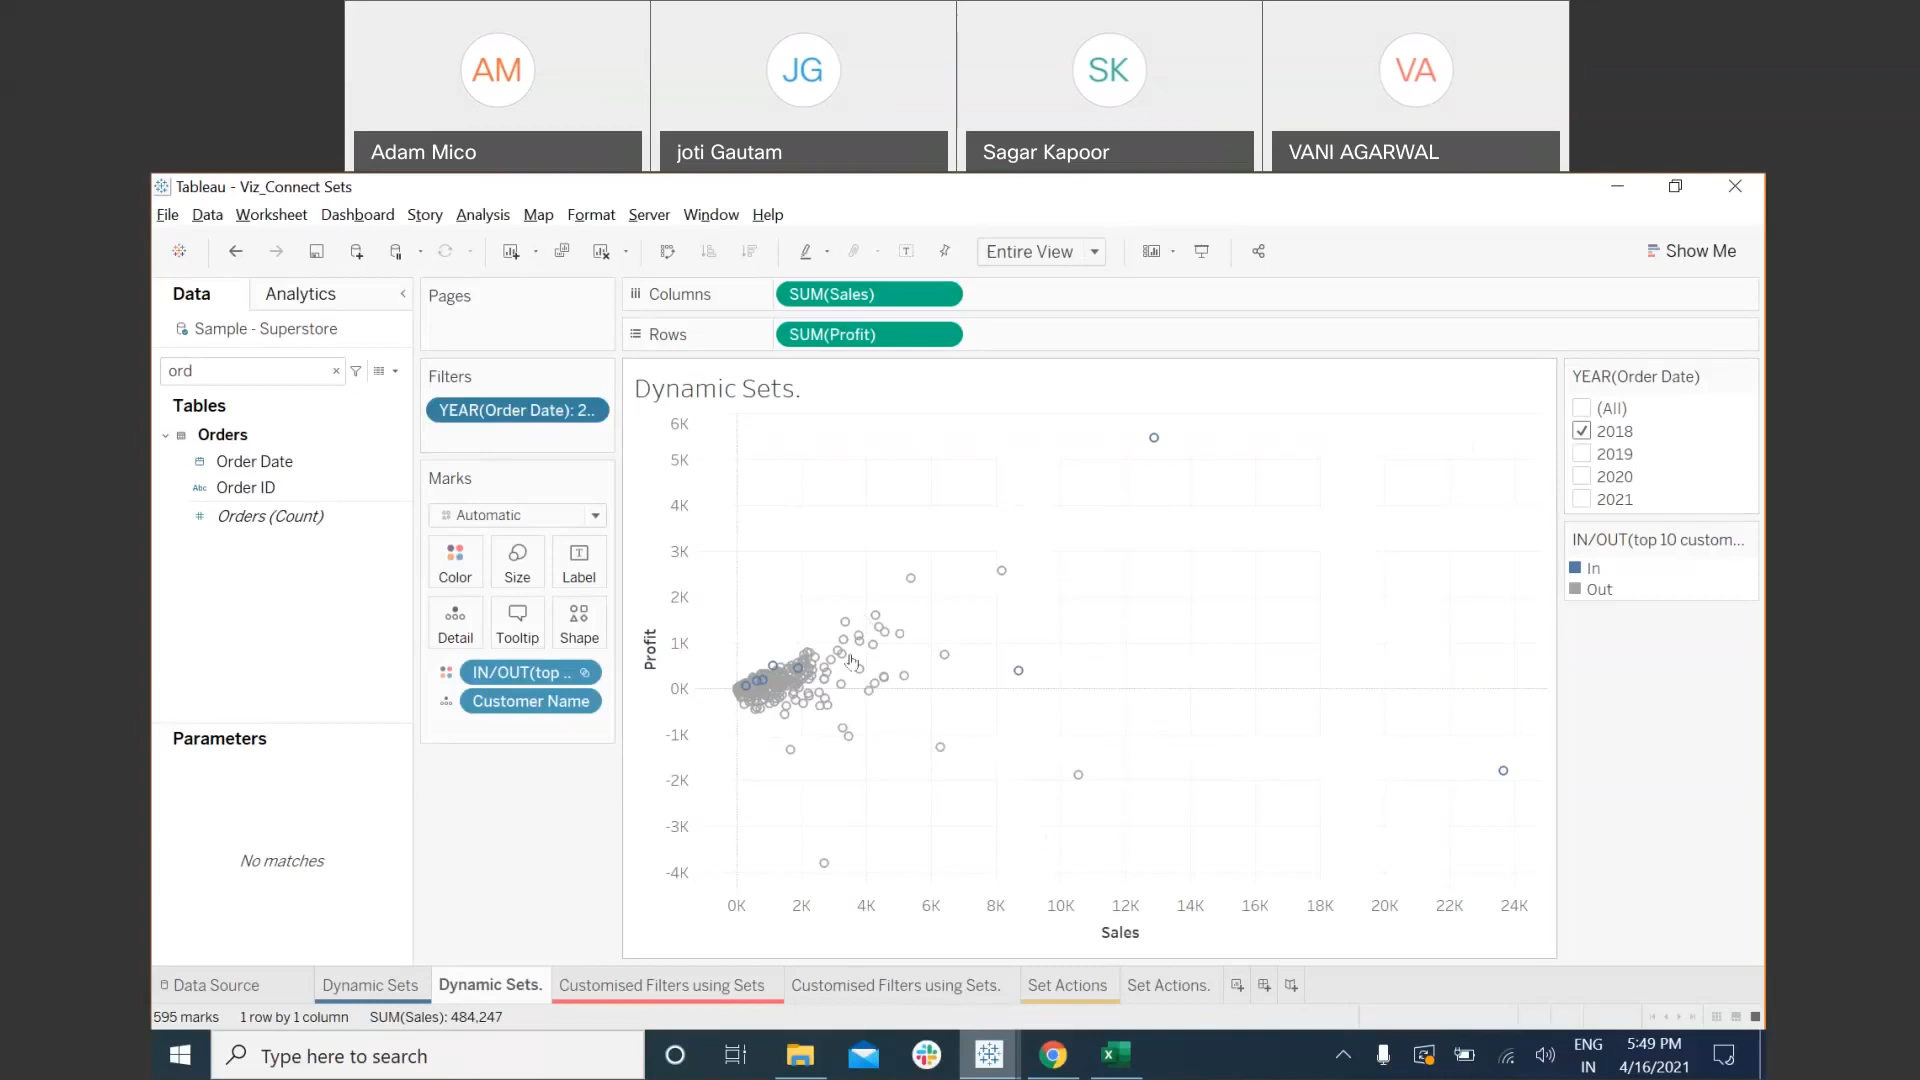 AM
JG
SK
VA
Adam Mico
joti Gautam
Sagar Kapoor
VANI AGARWAL
Tableau - Viz_Connect Sets
File Data Worksheet Dashboard Story Analysis Map Format Server Window Help
Entire View
Show Me
Data
Analytics
Sample - Superstore
ord
Tables
Orders
Order Date
Abc Order ID
Orders (Count)
Parameters
No matches
Pages
Filters
YEAR(Order Date): 2..
Marks
Automatic
Color Size Label
Detail Tooltip Shape
IN/OUT(top ..
Customer Name
Columns SUM(Sales)
Rows SUM(Profit)
Dynamic Sets.
6K
5K
4K
3K
2K
1K
0K
-1K
-2K
-3K
-4K
Profit
0K 2K 4K 6K 8K 10K 12K 14K 16K 18K 20K 22K 24K
Sales
YEAR(Order Date)
(All)
2018
2019
2020
2021
IN/OUT(top 10 custom...
In
Out
Data Source Dynamic Sets Dynamic Sets. Customised Filters using Sets Customised Filters using Sets. Set Actions Set Actions.
595 marks 1 row by 1 column SUM(Sales): 484,247
Type here to search
ENG
IN
5:49 PM
4/16/2021